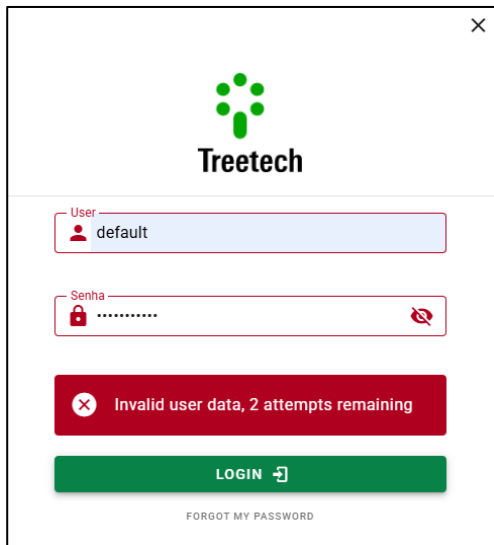 Treetech
User
default
Senha
•••••••••••
Invalid user data, 2 attempts remaining
LOGIN
FORGOT MY PASSWORD